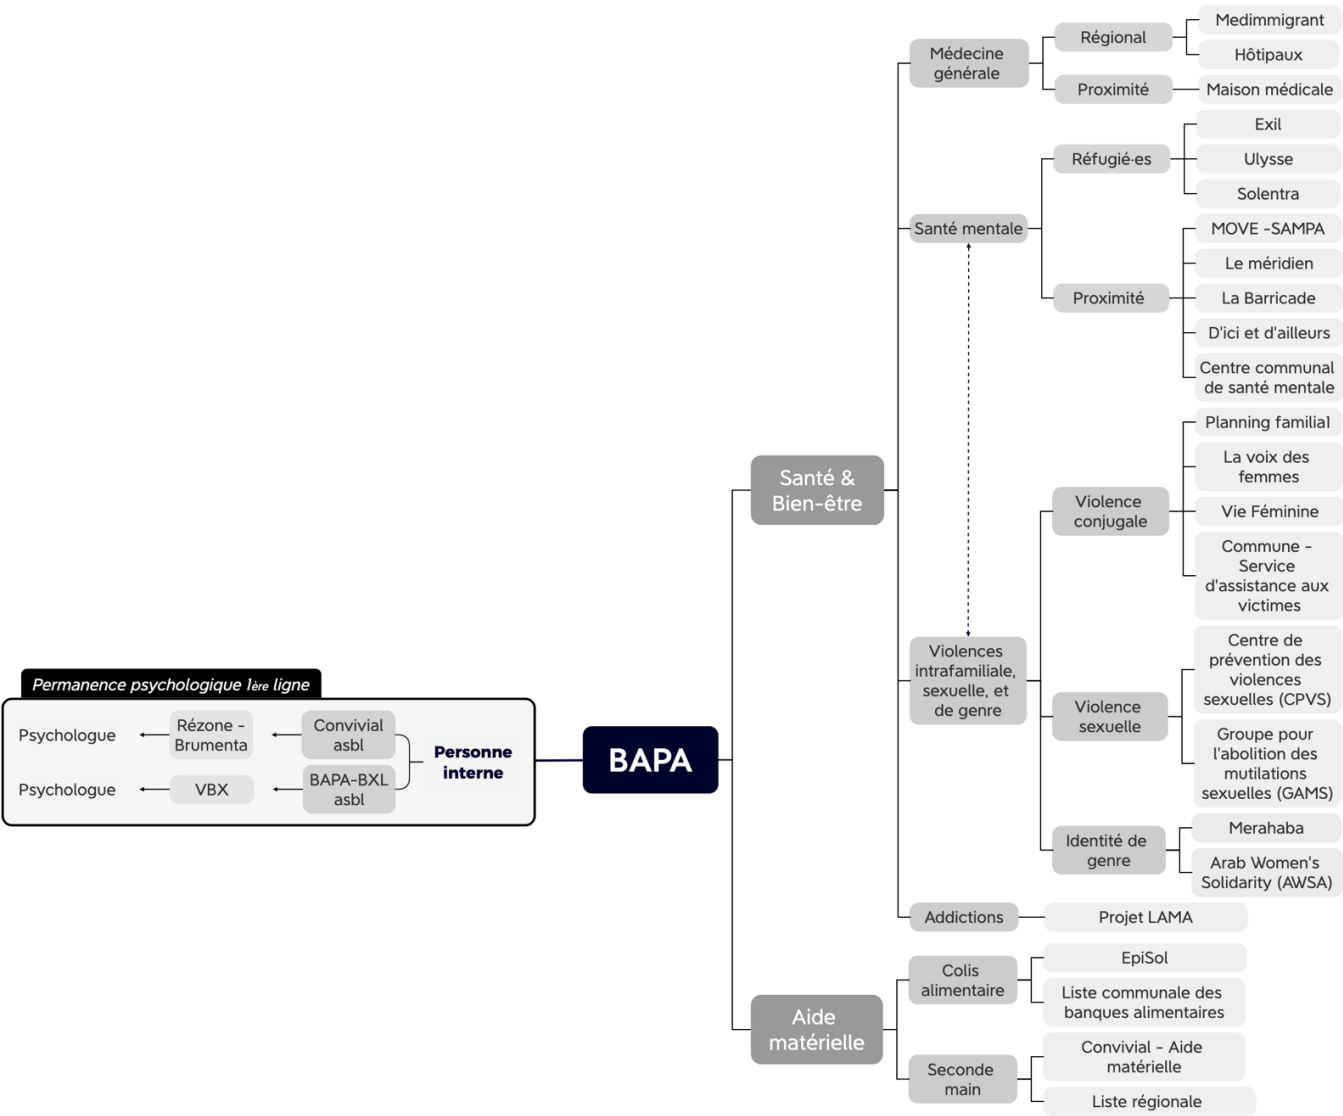 Médecine
générale
Régional
Medimmigrant
Hôtipaux
Proximité
Maison médicale
Santé mentale
Réfugié·es
Exil
Ulysse
Solentra
Proximité
MOVE -SAMPA
Le méridien
La Barricade
D'ici et d'ailleurs
Centre communal
de santé mentale
Santé &
Bien-être
Violences
intrafamiliale,
sexuelle, et
de genre
Violence
conjugale
Planning familial
La voix des
femmes
Vie Féminine
Commune -
Service
d'assistance aux
victimes
Violence
sexuelle
Centre de
prévention des
violences
sexuelles (CPVS)
Groupe pour
l'abolition des
mutilations
sexuelles (GAMS)
Identité de
genre
Merahaba
Arab Women's
Solidarity (AWSA)
Addictions
Projet LAMA
Permanence psychologique 1ère ligne
Psychologue
Rézone -
Brumenta
Convivial
asbl
Psychologue
VBX
BAPA-BXL
asbl
Personne
interne
BAPA
Aide
matérielle
Colis
alimentaire
EpiSol
Liste communale des
banques alimentaires
Seconde
main
Convivial - Aide
matérielle
Liste régionale